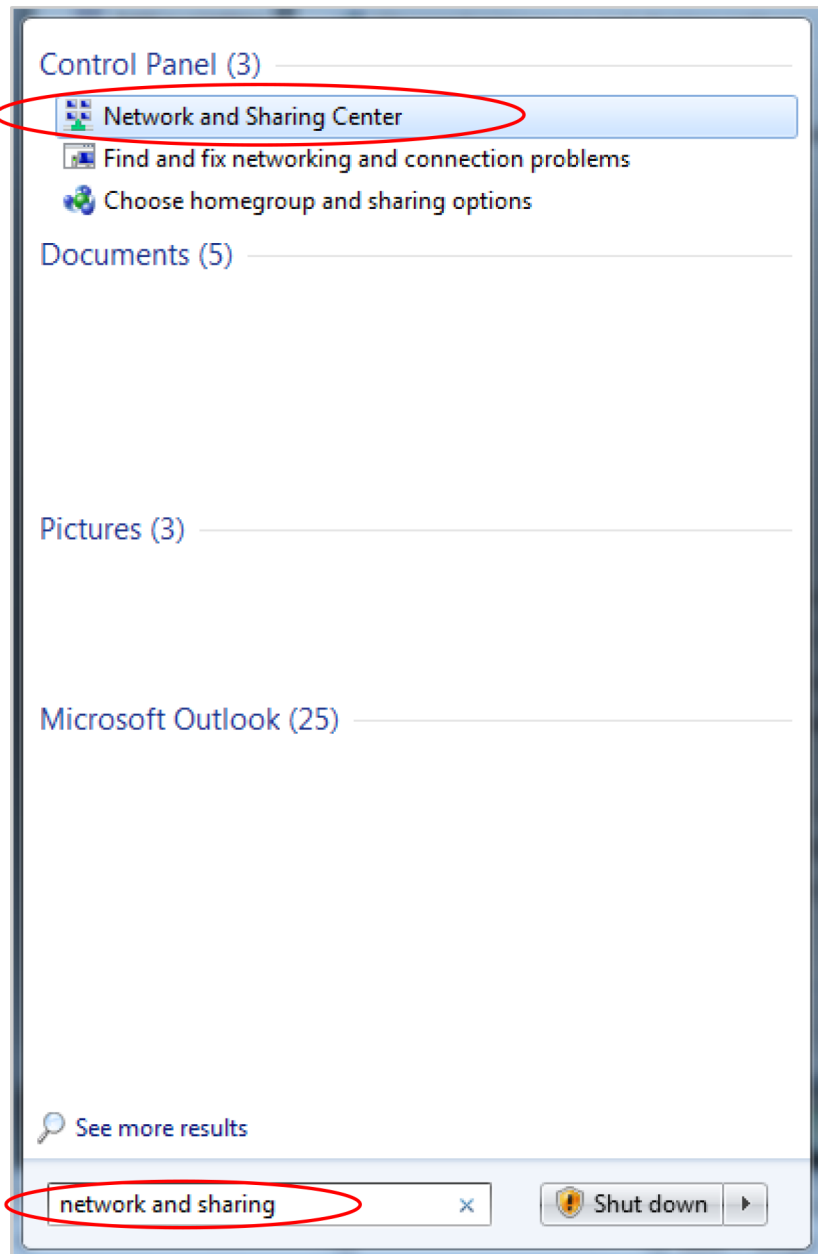 Control Panel (3)
Network and Sharing Center
Find and fix networking and connection problems
Choose homegroup and sharing options
Documents (5)
Pictures (3)
Microsoft Outlook (25)
See more results
network and sharing
Shut down